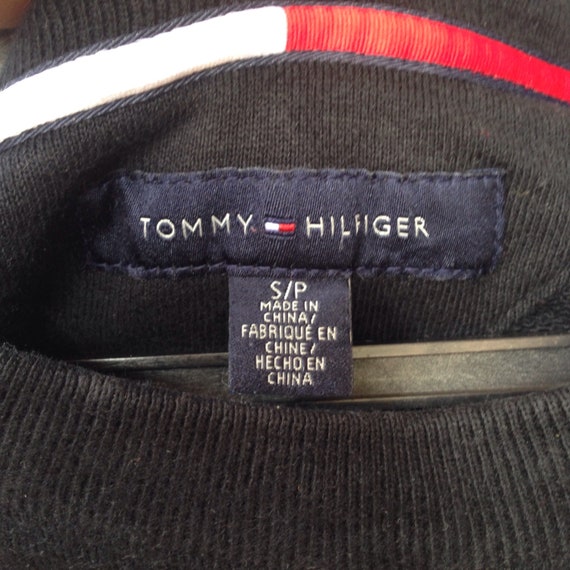 TOMMY HILFIGER
S/P
MADE IN
CHINA/
FABRIQUÉ EN
CHINE/
HECHO EN
CHINA